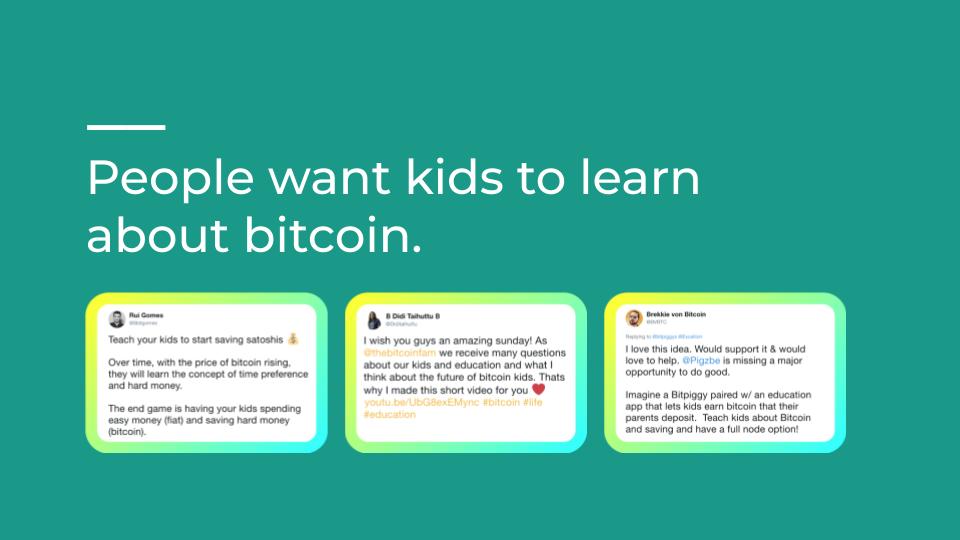 People want kids to learn
about bitcoin.
Rui Gomes
Teach your kids to start saving satoshis 💰
Over time, with the price of bitcoin rising,
they will learn the concept of time preference
and hard money.
The end game is having your kids spending
easy money (fiat) and saving hard money
(bitcoin).
B Didi Taihuttu B
I wish you guys an amazing sunday! As
@thebitcoinfam we receive many questions
about our kids and education and what I
think about the future of bitcoin kids. Thats
why I made this short video for you ❤️
youtu.be/UbG8exEMync #bitcoin #life
#education
Brekkie von Bitcoin
Replying to
I love this idea. Would support it & would
love to help. @Pigzbe is missing a major
opportunity to do good.
Imagine a Bitpiggy paired w/ an education
app that lets kids earn bitcoin that their
parents deposit. Teach kids about Bitcoin
and saving and have a full node option!